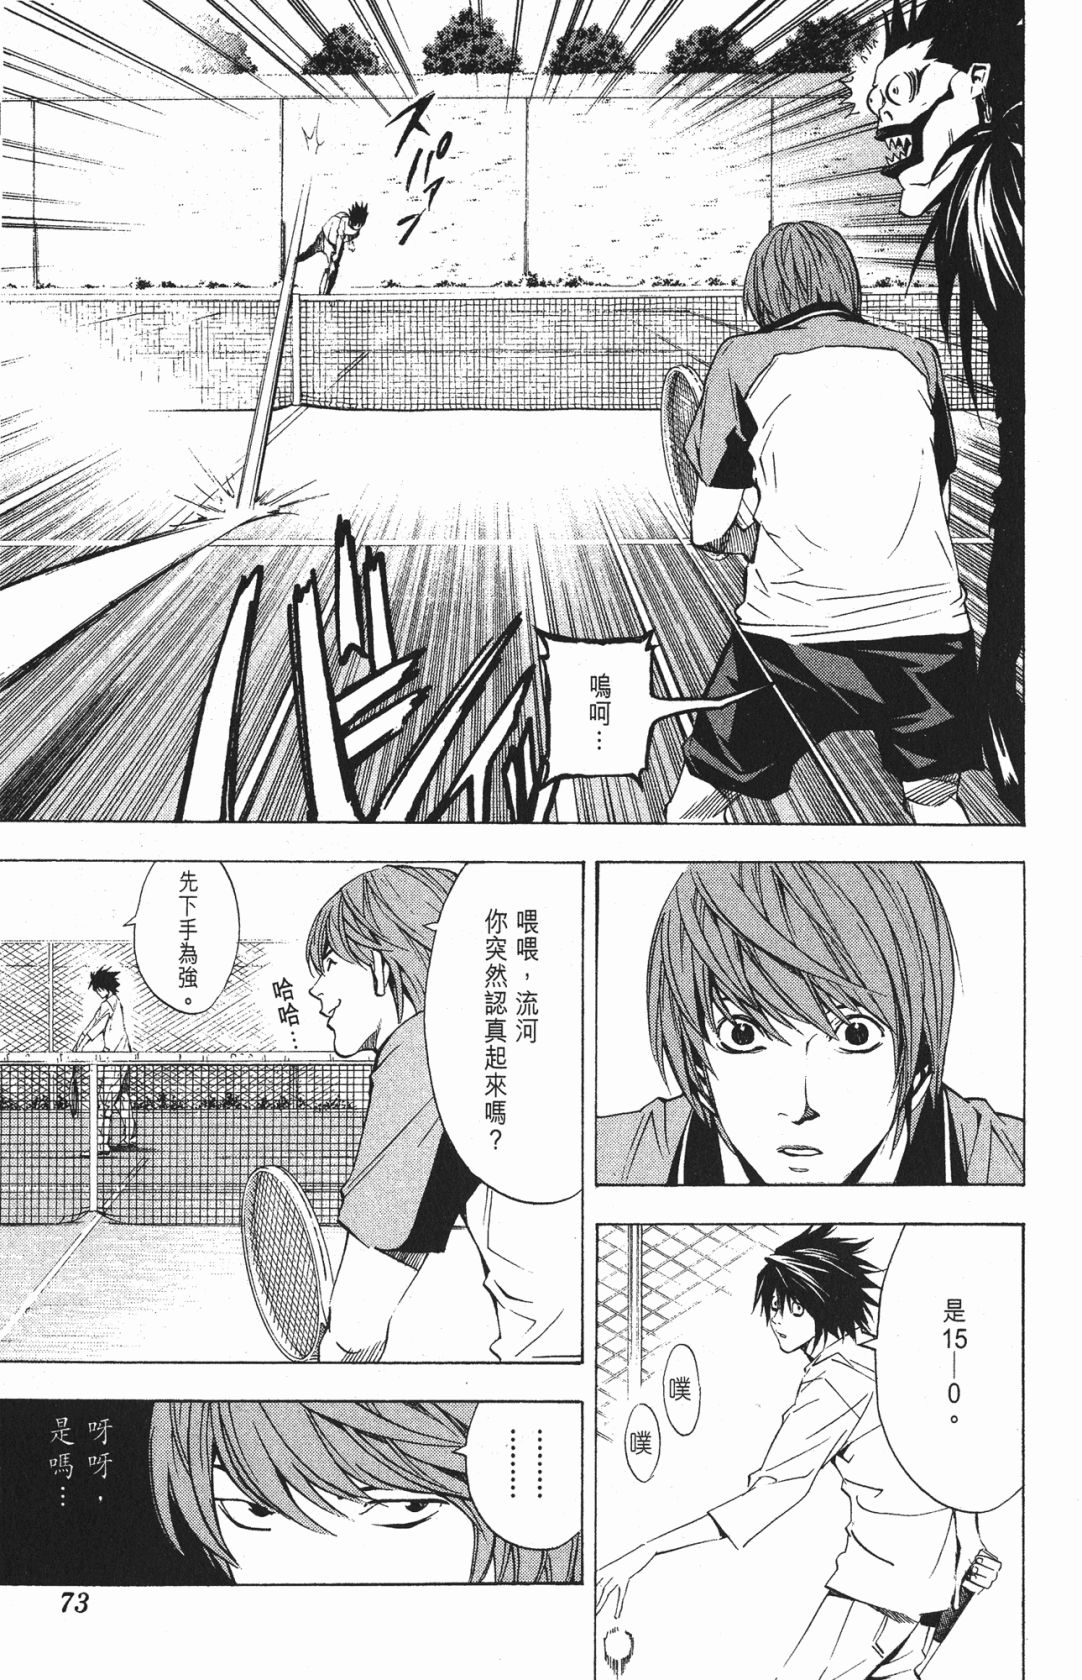 スパァン
嗚呵…
喂喂，流河
你突然認真起來嗎？
哈哈…
先下手為強。
是15—0。
噗
噗
………
呀呀，
是嗎…
73